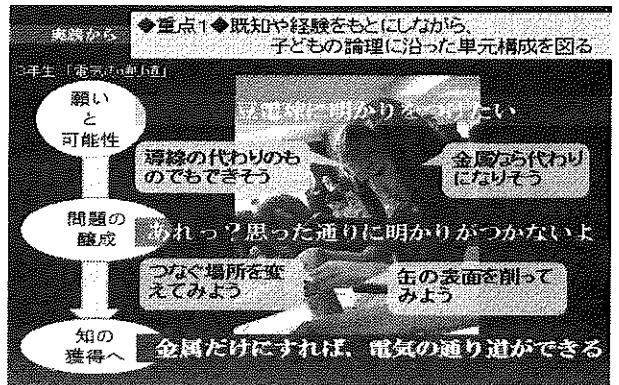 実践から
◆重点1◆既知や経験をもとにしながら、
子どもの論理に沿った単元構成を図る
3年生「電気の通り道」
願い
と
可能性
豆電球に明かりをつけたい
導線の代わりのも
のでもできそう
金属なら代わり
になりそう
問題の
醸成
あれっ?思った通りに明かりがつかないよ
つなぐ場所を変
えてみよう
缶の表面を削って
みよう
知の
獲得へ
金属だけにすれば、電気の通り道ができる